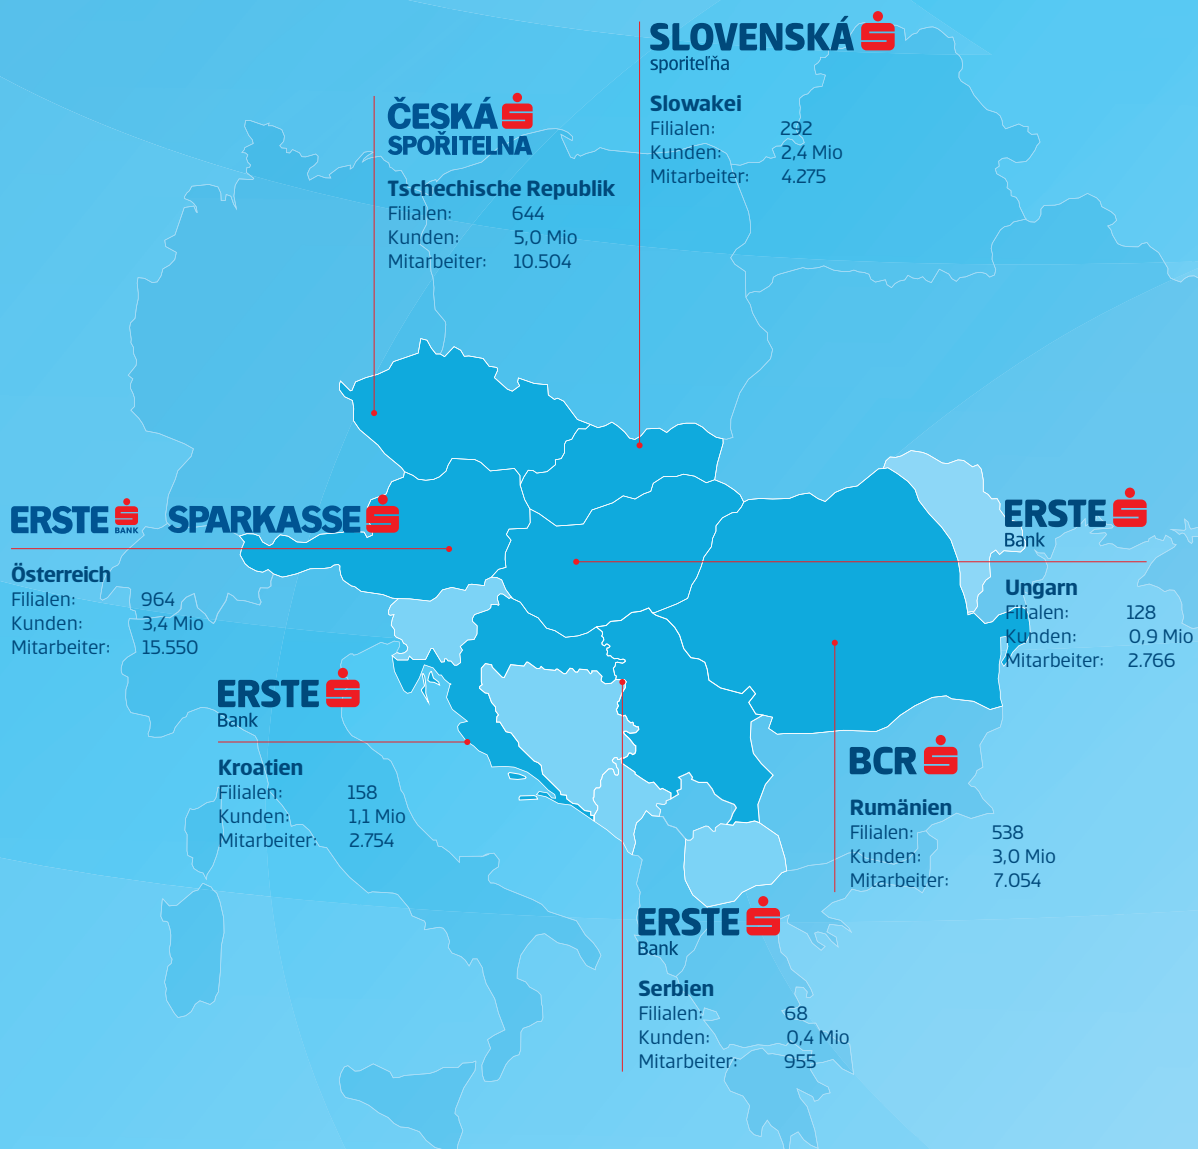 SLOVENSKÁ
sporiteľňa
Slowakei
Filialen: 292
Kunden: 2,4 Mio
Mitarbeiter: 4.275
ČESKÁ
SPOŘITELNA
Tschechische Republik
Filialen: 644
Kunden: 5,0 Mio
Mitarbeiter: 10.504
ERSTE BANK SPARKASSE
Österreich
Filialen: 964
Kunden: 3,4 Mio
Mitarbeiter: 15.550
ERSTE
Bank
Ungarn
Filialen: 128
Kunden: 0,9 Mio
Mitarbeiter: 2.766
ERSTE
Bank
Kroatien
Filialen: 158
Kunden: 1,1 Mio
Mitarbeiter: 2.754
BCR
Rumänien
Filialen: 538
Kunden: 3,0 Mio
Mitarbeiter: 7.054
ERSTE
Bank
Serbien
Filialen: 68
Kunden: 0,4 Mio
Mitarbeiter: 955